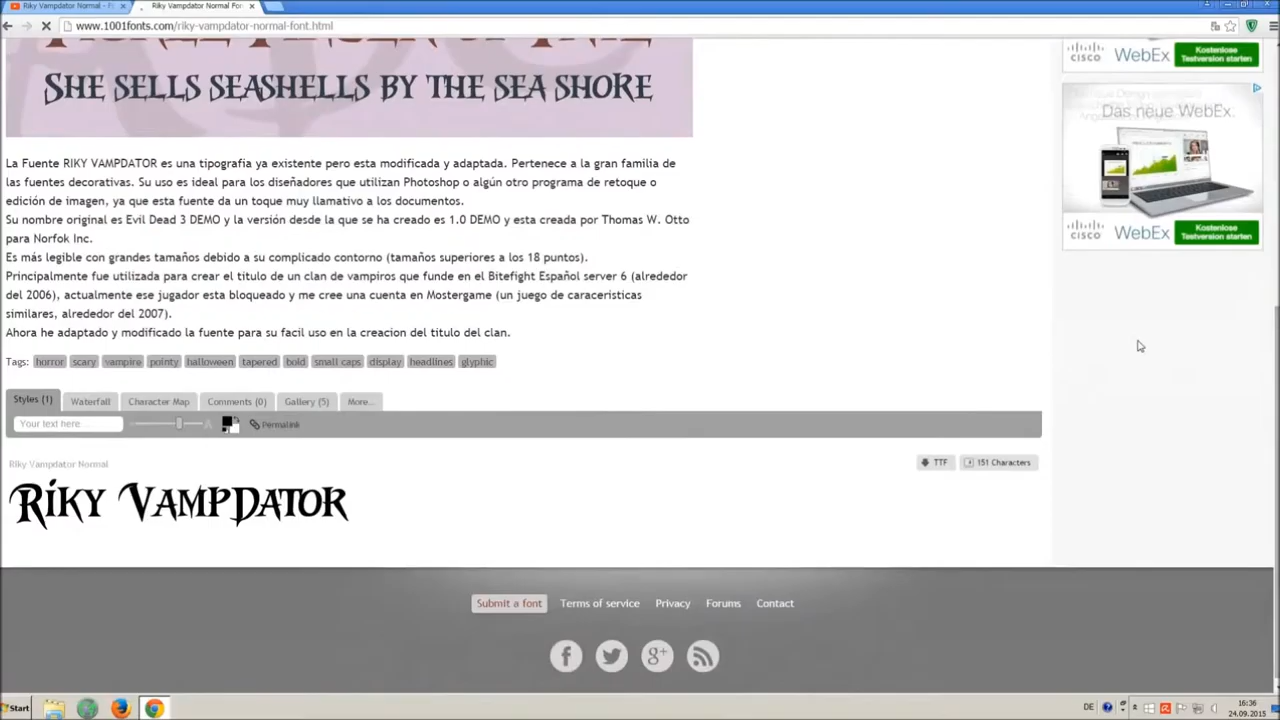 Riky Vampdator Normal - F
Riky Vampdator Normal Fon
www.1001fonts.com/riky-vampdator-normal-font.html
She sells seashells by the sea shore
CISCO WebEx Kostenlose Testversion starten
Das neue WebEx.
CISCO WebEx Kostenlose Testversion starten
La Fuente RIKY VAMPDATOR es una tipografia ya existente pero esta modificada y adaptada. Pertenece a la gran familia de
las fuentes decorativas. Su uso es ideal para los diseñadores que utilizan Photoshop o algún otro programa de retoque o
edición de imagen, ya que esta fuente da un toque muy llamativo a los documentos.
Su nombre original es Evil Dead 3 DEMO y la versión desde la que se ha creado es 1.0 DEMO y esta creada por Thomas W. Otto
para Norfok Inc.
Es más legible con grandes tamaños debido a su complicado contorno (tamaños superiores a los 18 puntos).
Principalmente fue utilizada para crear el titulo de un clan de vampiros que funde en el Bitefight Español server 6 (alrededor
del 2006), actualmente ese jugador esta bloqueado y me cree una cuenta en Mostergame (un juego de caraceristicas
similares, alrededor del 2007).
Ahora he adaptado y modificado la fuente para su facil uso en la creacion del titulo del clan.
Tags: horror scary vampire pointy halloween tapered bold small caps display headlines glyphic
Styles (1) Waterfall Character Map Comments (0) Gallery (5) More...
Your text here... A Permalink
Riky Vampdator Normal TTF 151 Characters
Ríky VampDator
Submit a font Terms of service Privacy Forums Contact
Start DE 16:36
24.09.2015